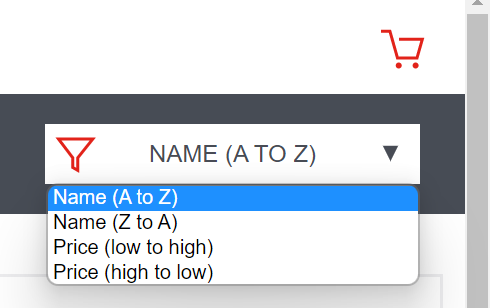 NAME (A TO Z)
Name (A to Z)
Name (Z to A)
Price (low to high)
Price (high to low)